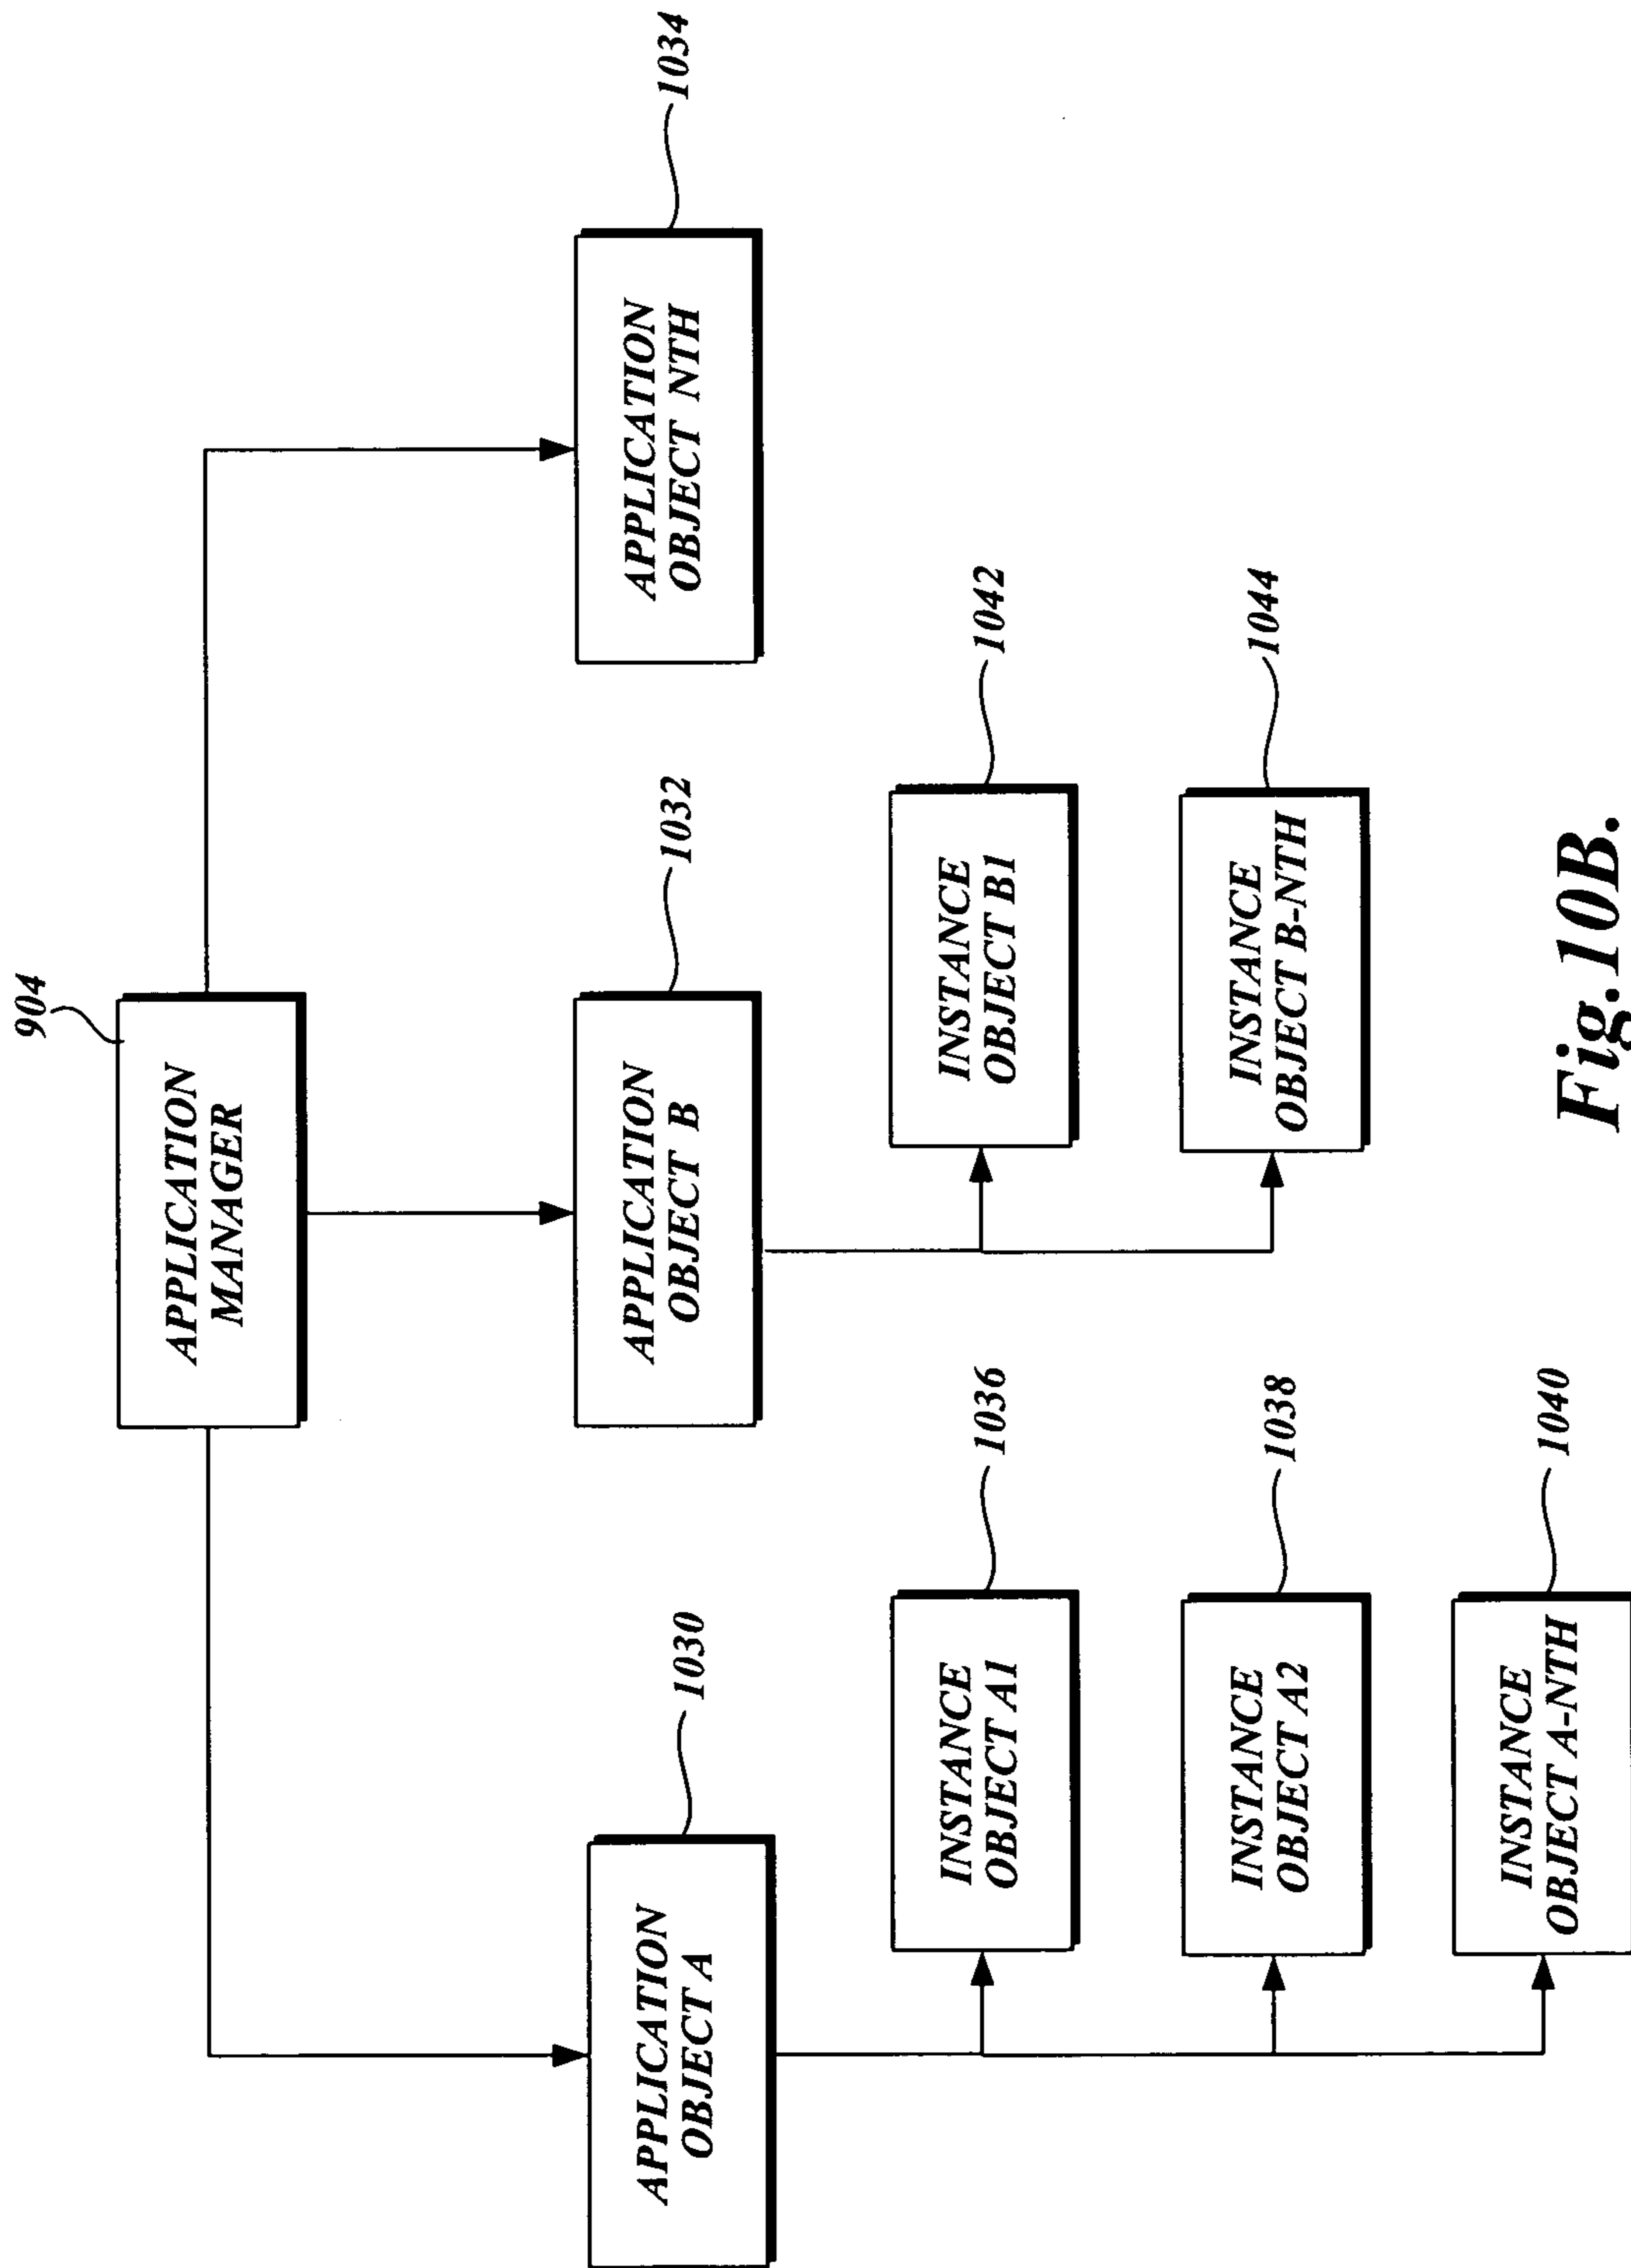 904
APPLICATION
MANAGER
1030
APPLICATION
OBJECT A
1032
APPLICATION
OBJECT B
1034
APPLICATION
OBJECT NTH
1036
INSTANCE
OBJECT A1
1042
INSTANCE
OBJECT B1
1038
INSTANCE
OBJECT A2
1044
INSTANCE
OBJECT B-NTH
1040
INSTANCE
OBJECT A-NTH
Fig.10B.